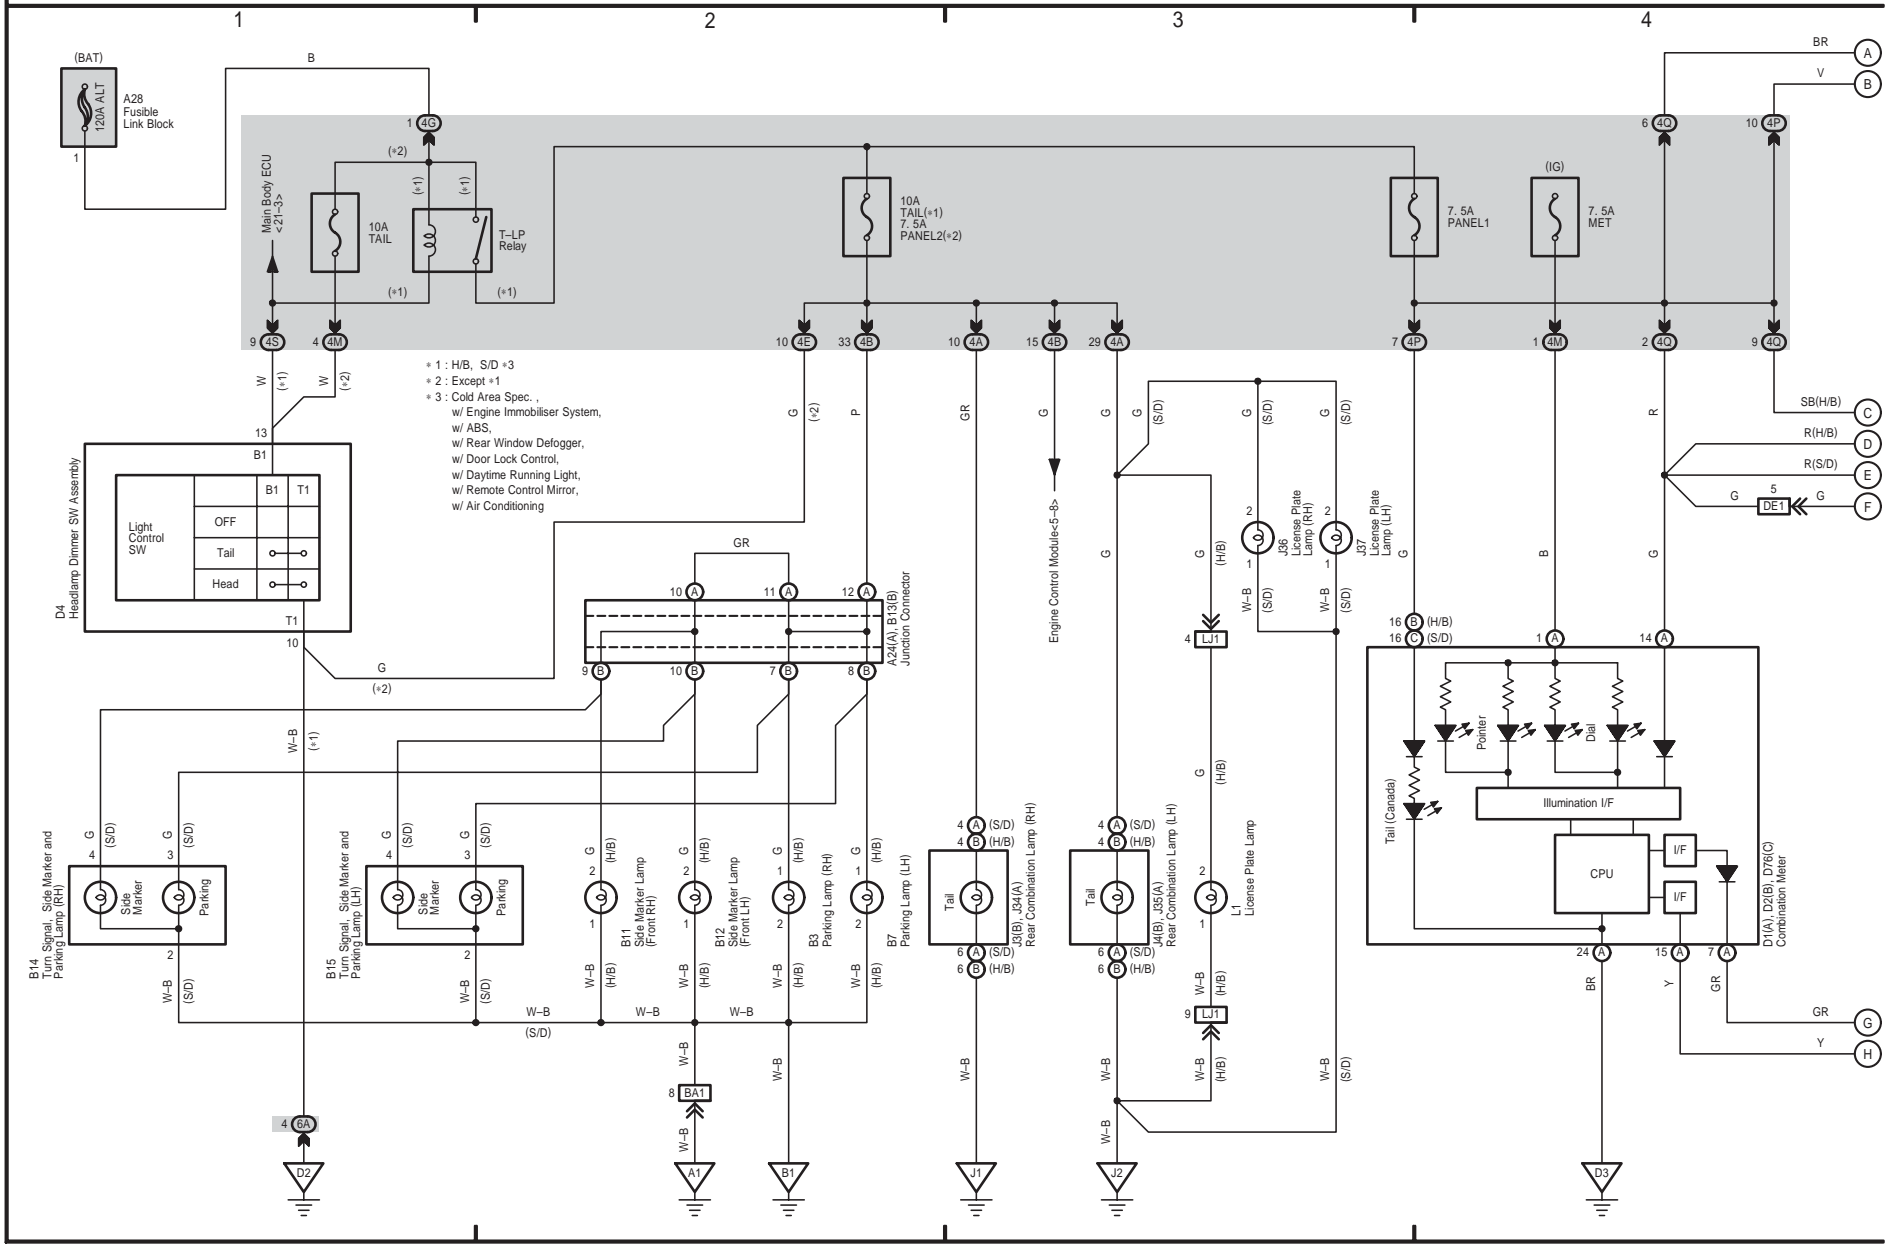 1
2
3
4
(BAT)
120A ALT
A28
Fusible
Link Block
1
B
1 4G
(∗2)
(∗1)
(∗1)
Main Body ECU
<21–3>
10A
TAIL
T–LP
Relay
(∗1)
(∗1)
10A
TAIL(∗1)
7. 5A
PANEL2(∗2)
7. 5A
PANEL1
(IG)
7. 5A
MET
6 4Q
10 4P
BR
A
V
B
9 4S
4 4M
10 4E
33 4B
10 4A
15 4B
29 4A
7 4P
1 4M
2 4Q
9 4Q
W
(∗1)
W
(∗2)
∗ 1 : H/B, S/D ∗3
∗ 2 : Except ∗1
∗ 3 : Cold Area Spec. ,
w/ Engine Immobiliser System,
w/ ABS,
w/ Rear Window Defogger,
w/ Door Lock Control,
w/ Daytime Running Light,
w/ Remote Control Mirror,
w/ Air Conditioning
G
(∗2)
P
GR
G
G
G
(S/D)
G
(S/D)
G
(S/D)
R
SB(H/B)
C
R(H/B)
D
R(S/D)
E
G
5
DE1
G
F
13
B1
D4
Headlamp Dimmer SW Assembly
Light
Control
SW
B1
T1
OFF
Tail
Head
T1
10
G
(∗2)
W–B
(∗1)
GR
10 A
11 A
12 A
9 B
10 B
7 B
8 B
A24(A), B13(B)
Junction Connector
Engine Control Module<5–8>
G
G
(H/B)
2
1
J36
License Plate
Lamp (RH)
2
1
J37
License Plate
Lamp (LH)
W–B
(S/D)
W–B
(S/D)
4 LJ1
G
(H/B)
G
B
G
16 B (H/B)
16 C (S/D)
1 A
14 A
Pointer
Dial
Tail (Canada)
Illumination I/F
CPU
I/F
I/F
D1(A), D2(B), D76(C)
Combination Meter
24 A
15 A
7 A
BR
Y
GR
GR
G
Y
H
G
(S/D)
4
G
(S/D)
3
G
(S/D)
4
G
(S/D)
3
B14
Turn Signal, Side Marker and
Parking Lamp (RH)
Side
Marker
Parking
2
W–B
(S/D)
B15
Turn Signal, Side Marker and
Parking Lamp (LH)
Side
Marker
Parking
2
W–B
(S/D)
G
(H/B)
2
1
B11
Side Marker Lamp
(Front RH)
W–B
(H/B)
G
(H/B)
2
1
B12
Side Marker Lamp
(Front LH)
W–B
(H/B)
G
(H/B)
1
2
B3
Parking Lamp (RH)
W–B
(H/B)
G
(H/B)
1
2
B7
Parking Lamp (LH)
W–B
(H/B)
4 A (S/D)
4 B (H/B)
Tail
J3(B), J34(A)
Rear Combination Lamp (RH)
6 A (S/D)
6 B (H/B)
4 A (S/D)
4 B (H/B)
Tail
J4(B), J35(A)
Rear Combination Lamp (LH)
6 A (S/D)
6 B (H/B)
2
1
L1
License Plate Lamp
W–B
(H/B)
9 LJ1
W–B
(H/B)
W–B
(S/D)
W–B
W–B
W–B
(S/D)
W–B
W–B
W–B
W–B
W–B
8 BA1
W–B
W–B
4 6A
D2
A1
B1
J1
J2
D3